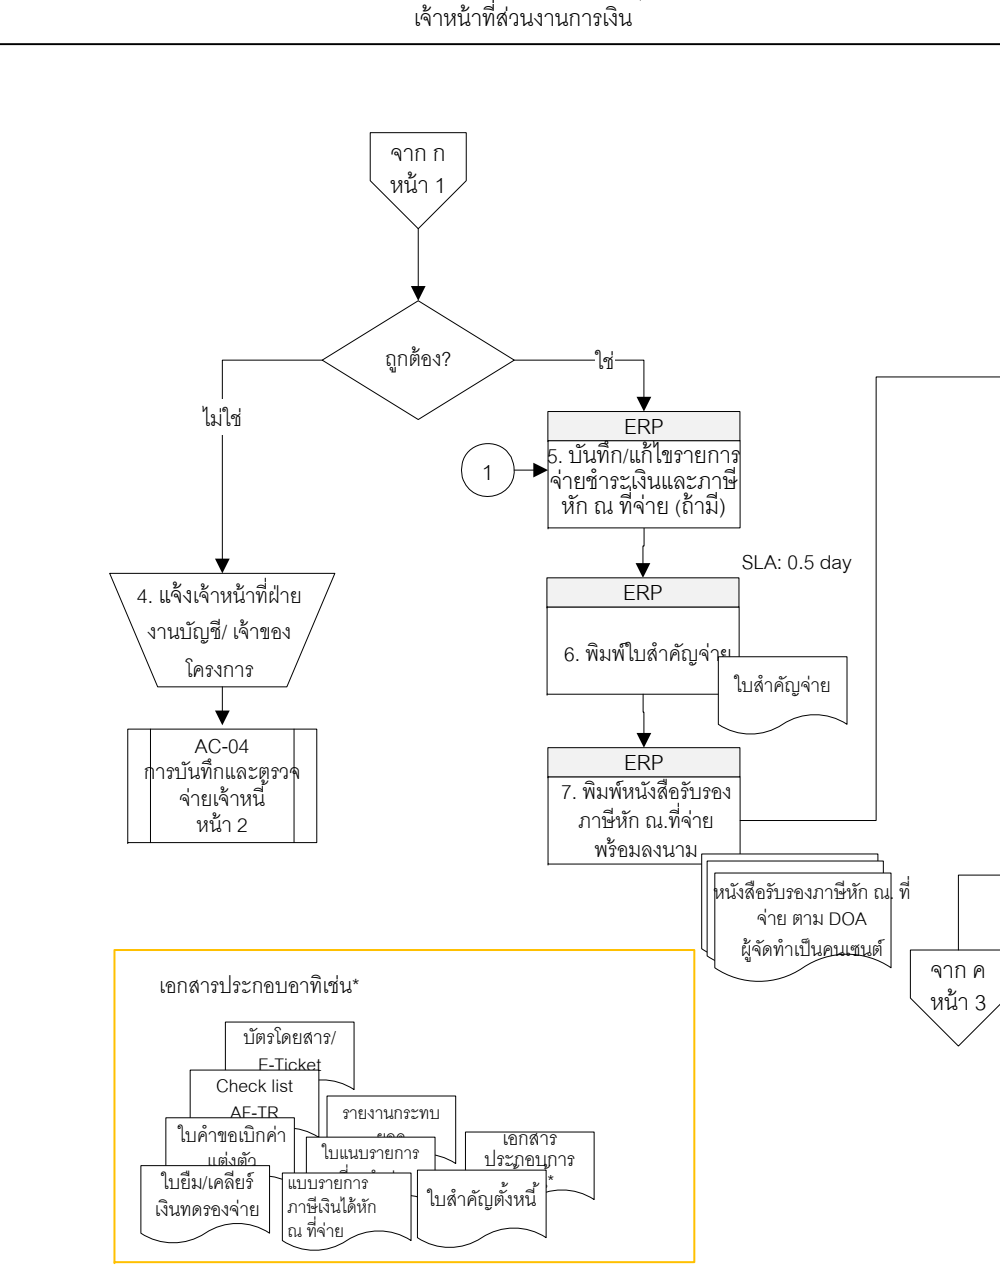 เจ้าหน้าที่ส่วนงานการเงิน
จาก ก
หน้า 1
ถูกต้อง?
ใช่
ไม่ใช่
ERP
5. บันทึก/แก้ไขรายการ
จ่ายชำระเงินและภาษี
หัก ณ ที่จ่าย (ถ้ามี)
1
SLA: 0.5 day
4. แจ้งเจ้าหน้าที่ฝ่าย
งานบัญชี/ เจ้าของ
โครงการ
ERP
6. พิมพ์ใบสำคัญจ่าย
ใบสำคัญจ่าย
AC-04
การบันทึกและตรวจ
จ่ายเจ้าหนี้
หน้า 2
ERP
7. พิมพ์หนังสือรับรอง
ภาษีหัก ณ.ที่จ่าย
พร้อมลงนาม
หนังสือรับรองภาษีหัก ณ. ที่
จ่าย ตาม DOA
ผู้จัดทำเป็นคนเซนต์
จาก ค
หน้า 3
เอกสารประกอบอาทิเช่น*
บัตรโดยสาร/
E-Ticket
Check list
AF-TR
รายงานกระทบ
ใบคำขอเบิกค่า
แต่งตัว
ใบแนบรายการ
เอกสาร
ประกอบการ
ใบยืม/เคลียร์
เงินทดรองจ่าย
แบบรายการ
ภาษีเงินได้หัก
ณ ที่จ่าย
ใบสำคัญตั้งหนี้